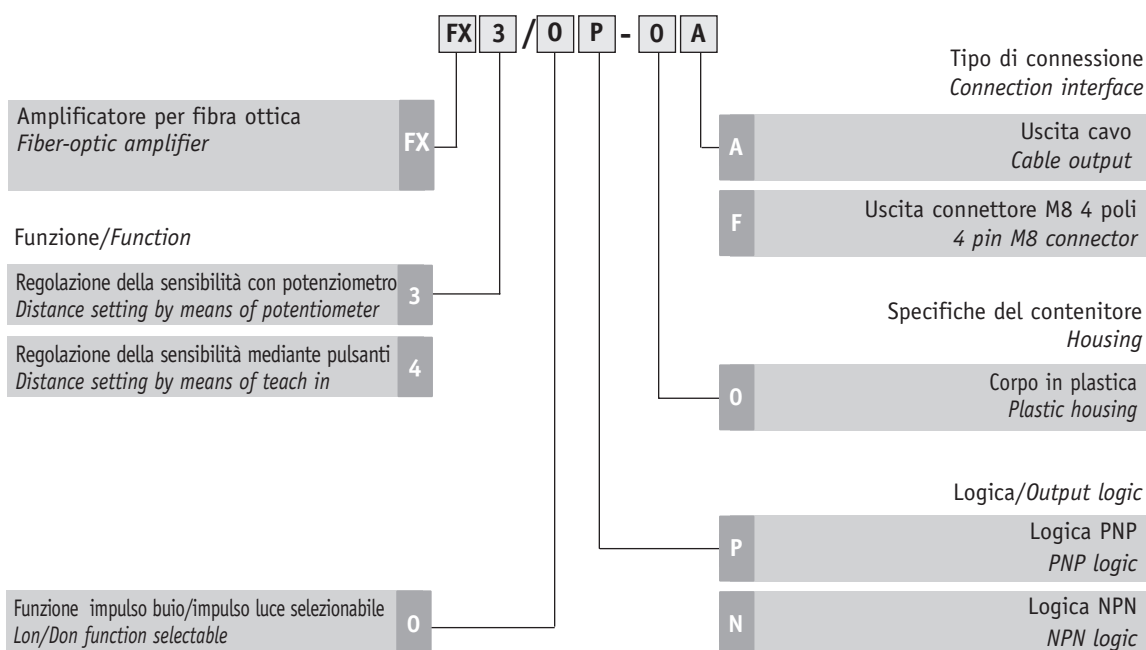 FX 3 / 0 P - 0 A
Amplificatore per fibra ottica
Fiber-optic amplifier
FX
Funzione/Function
Regolazione della sensibilità con potenziometro
Distance setting by means of potentiometer
3
Regolazione della sensibilità mediante pulsanti
Distance setting by means of teach in
4
Funzione impulso buio/impulso luce selezionabile
Lon/Don function selectable
0
Tipo di connessione
Connection interface
A
Uscita cavo
Cable output
F
Uscita connettore M8 4 poli
4 pin M8 connector
Specifiche del contenitore
Housing
0
Corpo in plastica
Plastic housing
Logica/Output logic
P
Logica PNP
PNP logic
N
Logica NPN
NPN logic